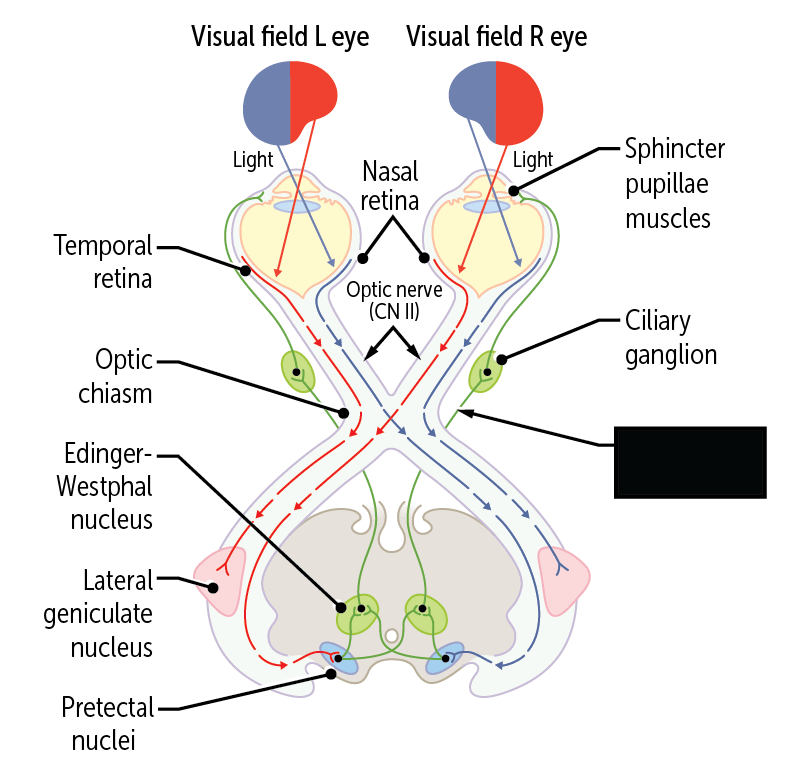 Visual field L eye
Visual field R eye
Light
Light
Nasal
retina
Sphincter
pupillae
muscles
Temporal
retina
Optic nerve
(CN II)
Ciliary
ganglion
Optic
chiasm
Edinger-
Westphal
nucleus
Lateral
geniculate
nucleus
Pretectal
nuclei